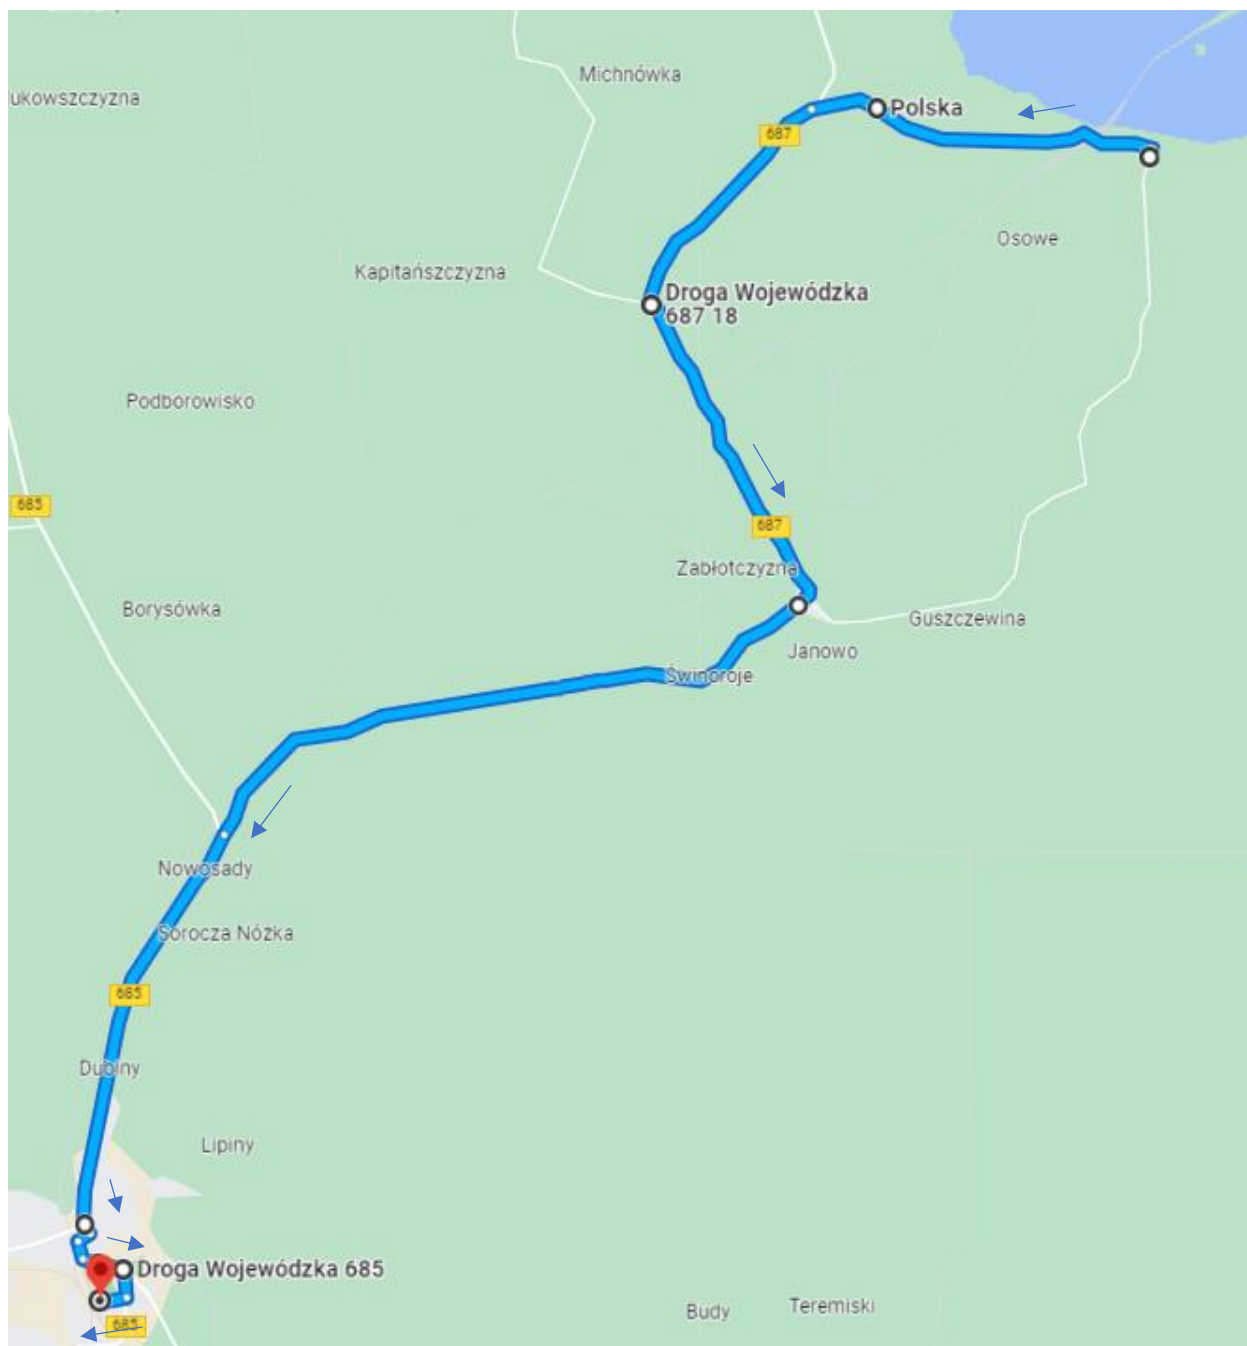 Michnówka
ukowszczyzna
Polska
687
Osowe
Kapitańszczyzna
Droga Wojewódzka
687 18
Podborowisko
685
687
Zabłotczyzna
Borysówka
Guszczewina
Janowo
Świnoroje
Nowosady
Sorocza Nóżka
685
Dubiny
Lipiny
Droga Wojewódzka 685
Budy
Teremiski
685